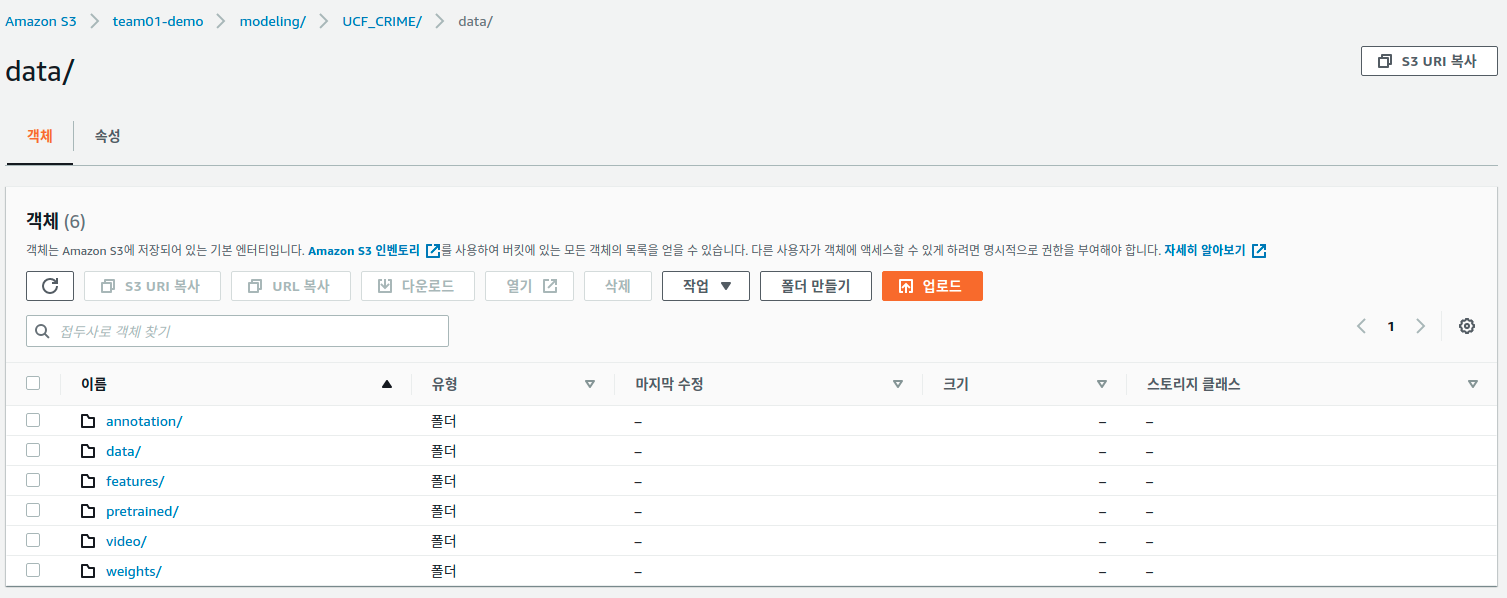 Amazon S3 > team01-demo > modeling/ > UCF_CRIME/ > data/
data/
S3 URI 복사
객체 속성
객체 (6)
객체는 Amazon S3에 저장되어 있는 기본 엔터티입니다. Amazon S3 인벤토리 를 사용하여 버킷에 있는 모든 객체의 목록을 얻을 수 있습니다. 다른 사용자가 객체에 액세스할 수 있게 하려면 명시적으로 권한을 부여해야 합니다. 자세히 알아보기
S3 URI 복사 URL 복사 다운로드 열기 삭제 작업 폴더 만들기 업로드
접두사로 객체 찾기 1
이름 유형 마지막 수정 크기 스토리지 클래스
annotation/ 폴더 – – –
data/ 폴더 – – –
features/ 폴더 – – –
pretrained/ 폴더 – – –
video/ 폴더 – – –
weights/ 폴더 – – –